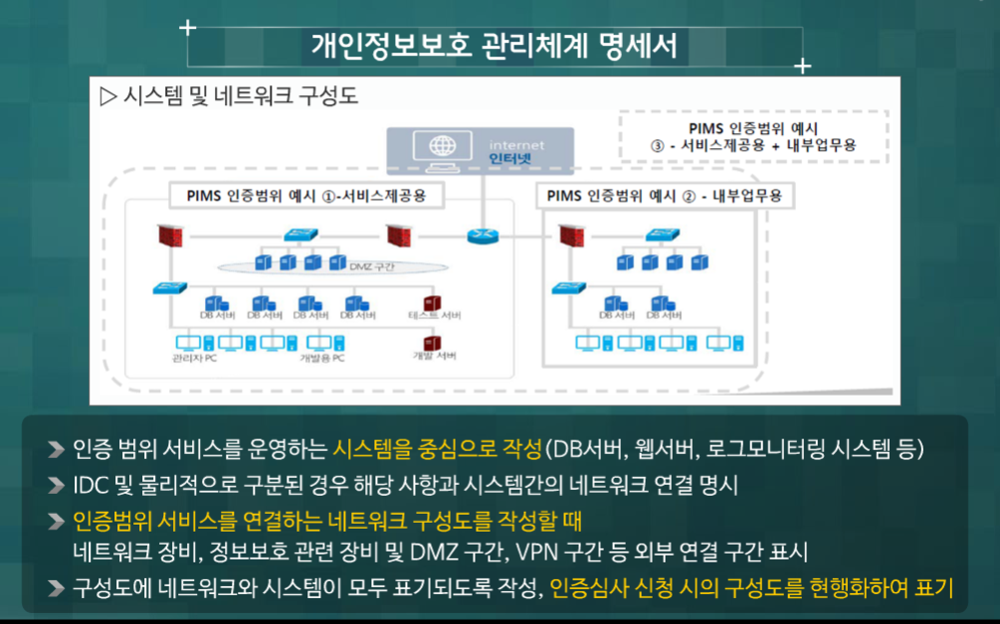 개인정보보호 관리체계 명세서
▷ 시스템 및 네트워크 구성도
PIMS 인증범위 예시
③ - 서비스제공용 + 내부업무용
internet
인터넷
PIMS 인증범위 예시 ①-서비스제공용
PIMS 인증범위 예시 ② - 내부업무용
DMZ 구간
DB 서버 DB 서버 DB 서버 DB 서버 테스트 서버
DB 서버 DB 서버
관리자 PC 개발용 PC 개발 서버
인증 범위 서비스를 운영하는 시스템을 중심으로 작성(DB서버, 웹서버, 로그모니터링 시스템 등)
IDC 및 물리적으로 구분된 경우 해당 사항과 시스템간의 네트워크 연결 명시
인증범위 서비스를 연결하는 네트워크 구성도를 작성할 때
네트워크 장비, 정보보호 관련 장비 및 DMZ 구간, VPN 구간 등 외부 연결 구간 표시
구성도에 네트워크와 시스템이 모두 표기되도록 작성, 인증심사 신청 시의 구성도를 현행화하여 표기